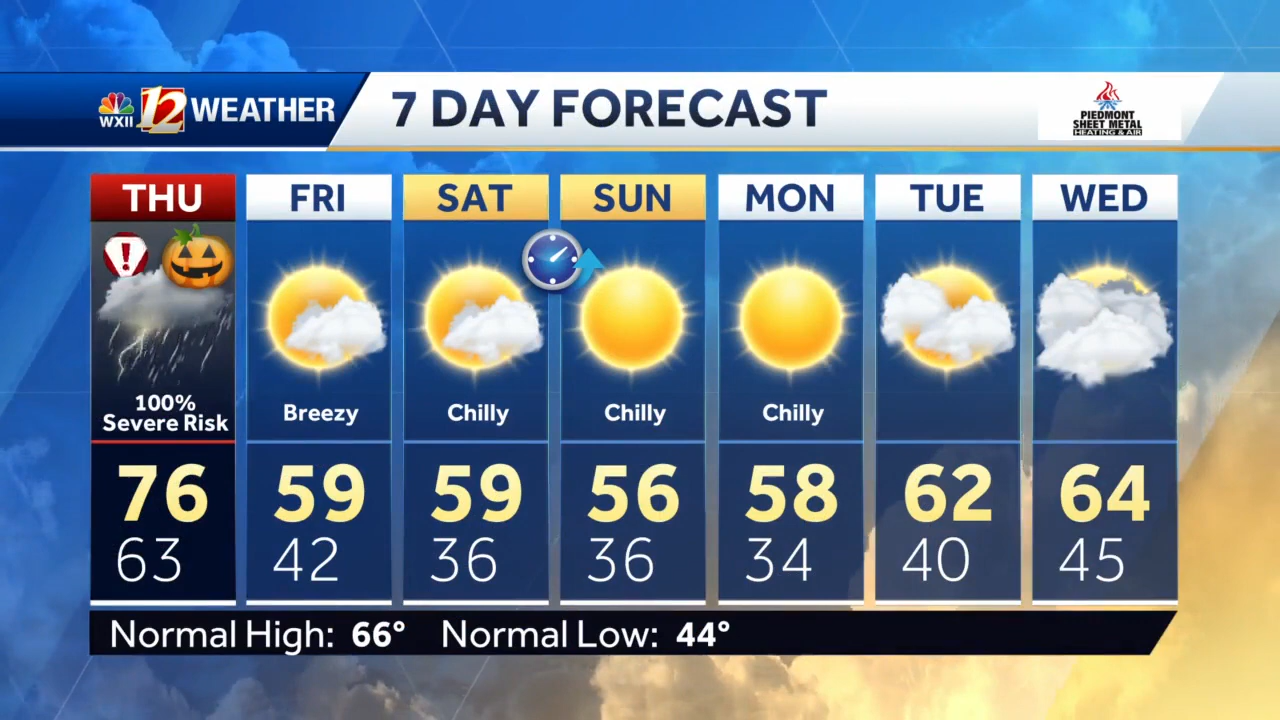 WXII 12 WEATHER
7 DAY FORECAST
PIEDMONT
SHEET METAL
HEATING & AIR
THU
!
100%
Severe Risk
76
63
FRI
Breezy
59
42
SAT
Chilly
59
36
SUN
Chilly
56
36
MON
Chilly
58
34
TUE
62
40
WED
64
45
Normal High: 66° Normal Low: 44°